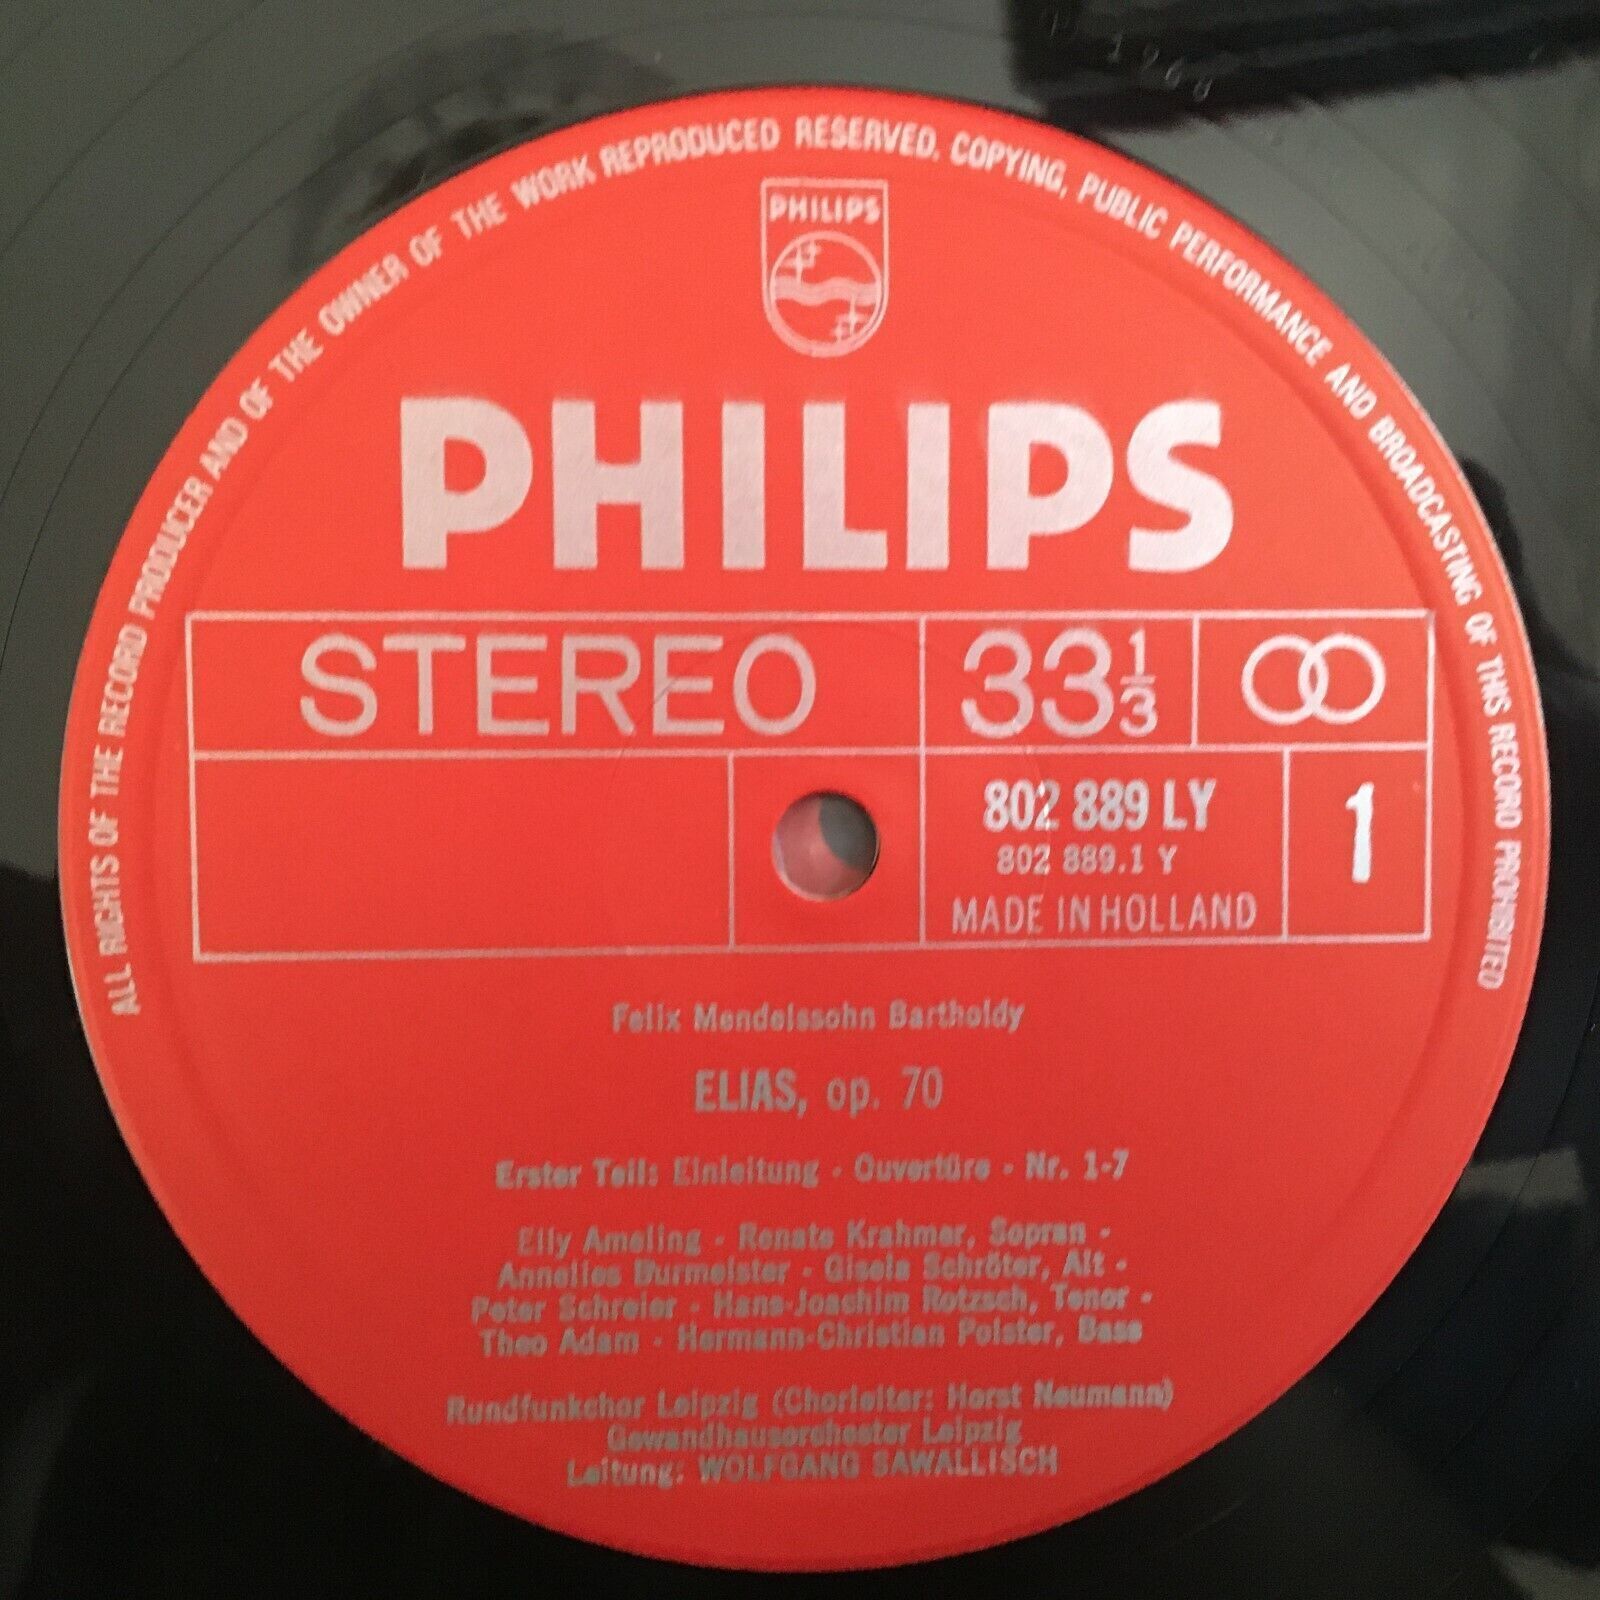 ALL RIGHTS OF THE RECORD PRODUCER AND OF THE OWNER OF THE WORK REPRODUCED RESERVED. COPYING, PUBLIC PERFORMANCE AND BROADCASTING OF THIS RECORD PROHIBITED
PHILIPS
PHILIPS
STEREO 33 1/3
802 889 LY 1
802 889.1 Y
MADE IN HOLLAND
Felix Mendelssohn Bartholdy
ELIAS, op. 70
Erster Teil: Einleitung - Ouvertüre - Nr. 1-7
Elly Ameling - Renate Krahmer, Sopran -
Annelies Burmeister - Gisela Schröter, Alt -
Peter Schreier - Hans-Joachim Rotzsch, Tenor -
Theo Adam - Hermann-Christian Polster, Bass
Rundfunkchor Leipzig (Chorleiter: Horst Neumann)
Gewandhausorchester Leipzig
Leitung: WOLFGANG SAWALLISCH